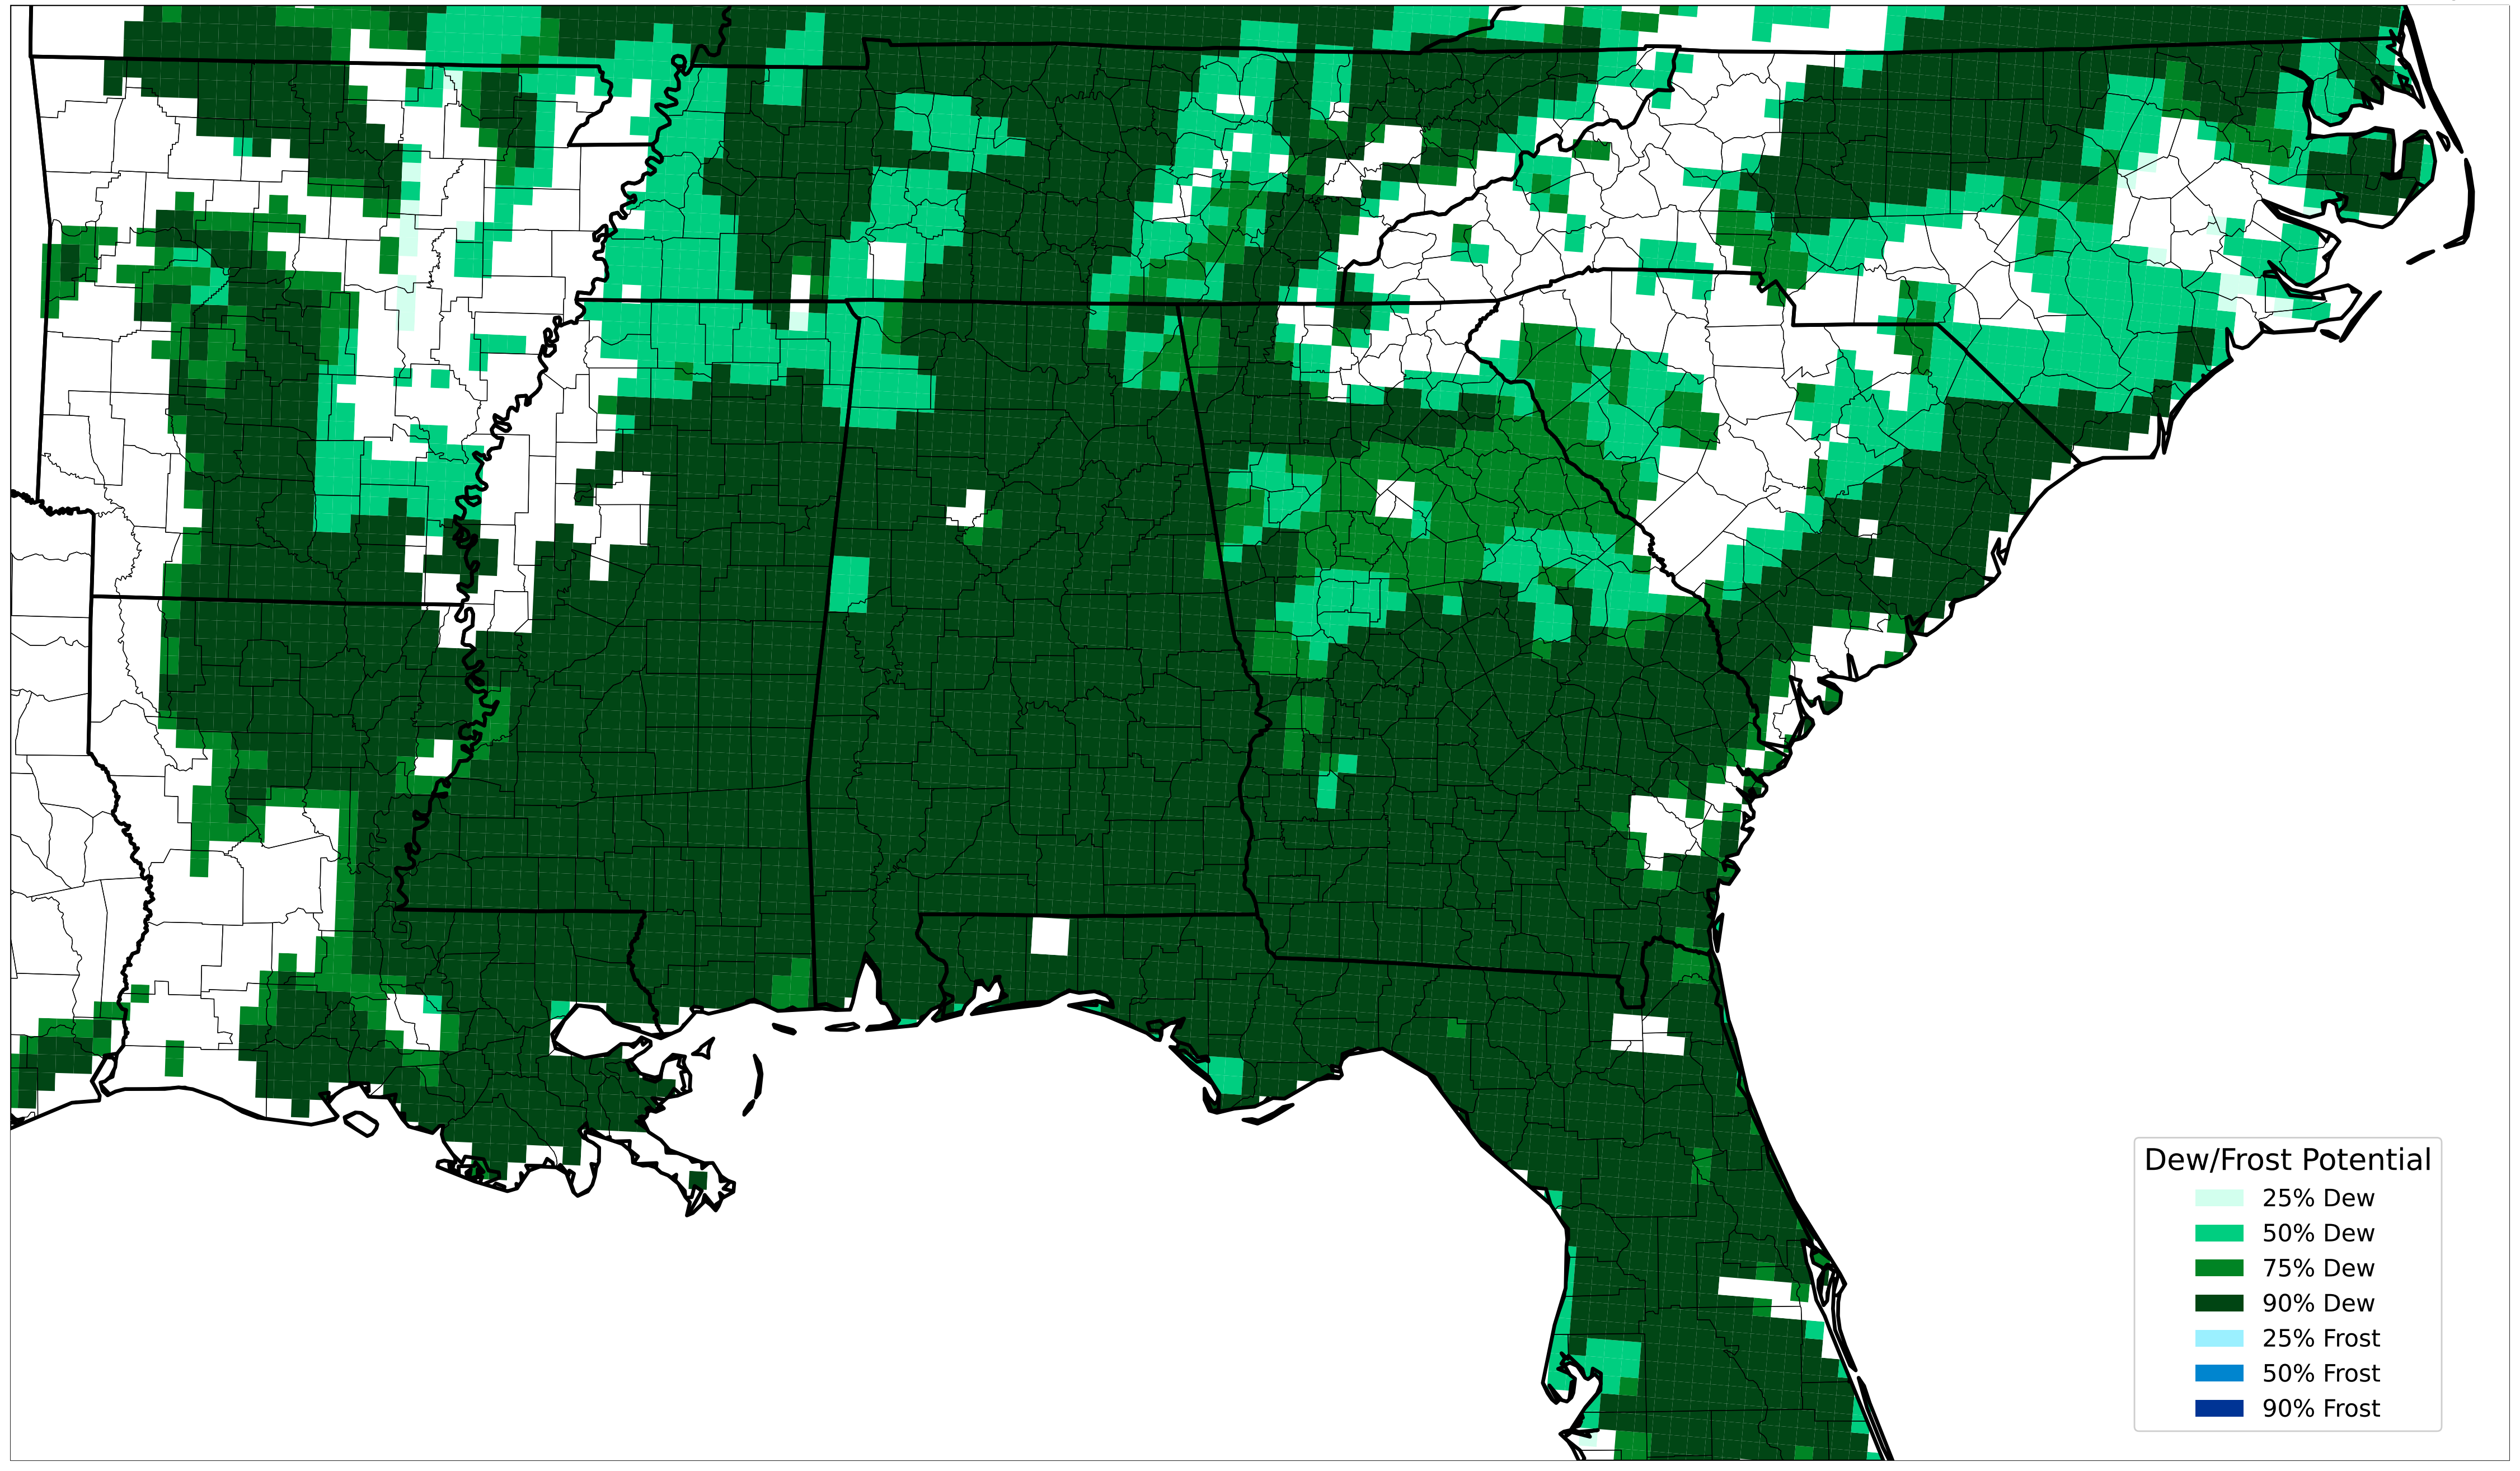 Dew/Frost Potential
25% Dew
50% Dew
75% Dew
90% Dew
25% Frost
50% Frost
90% Frost